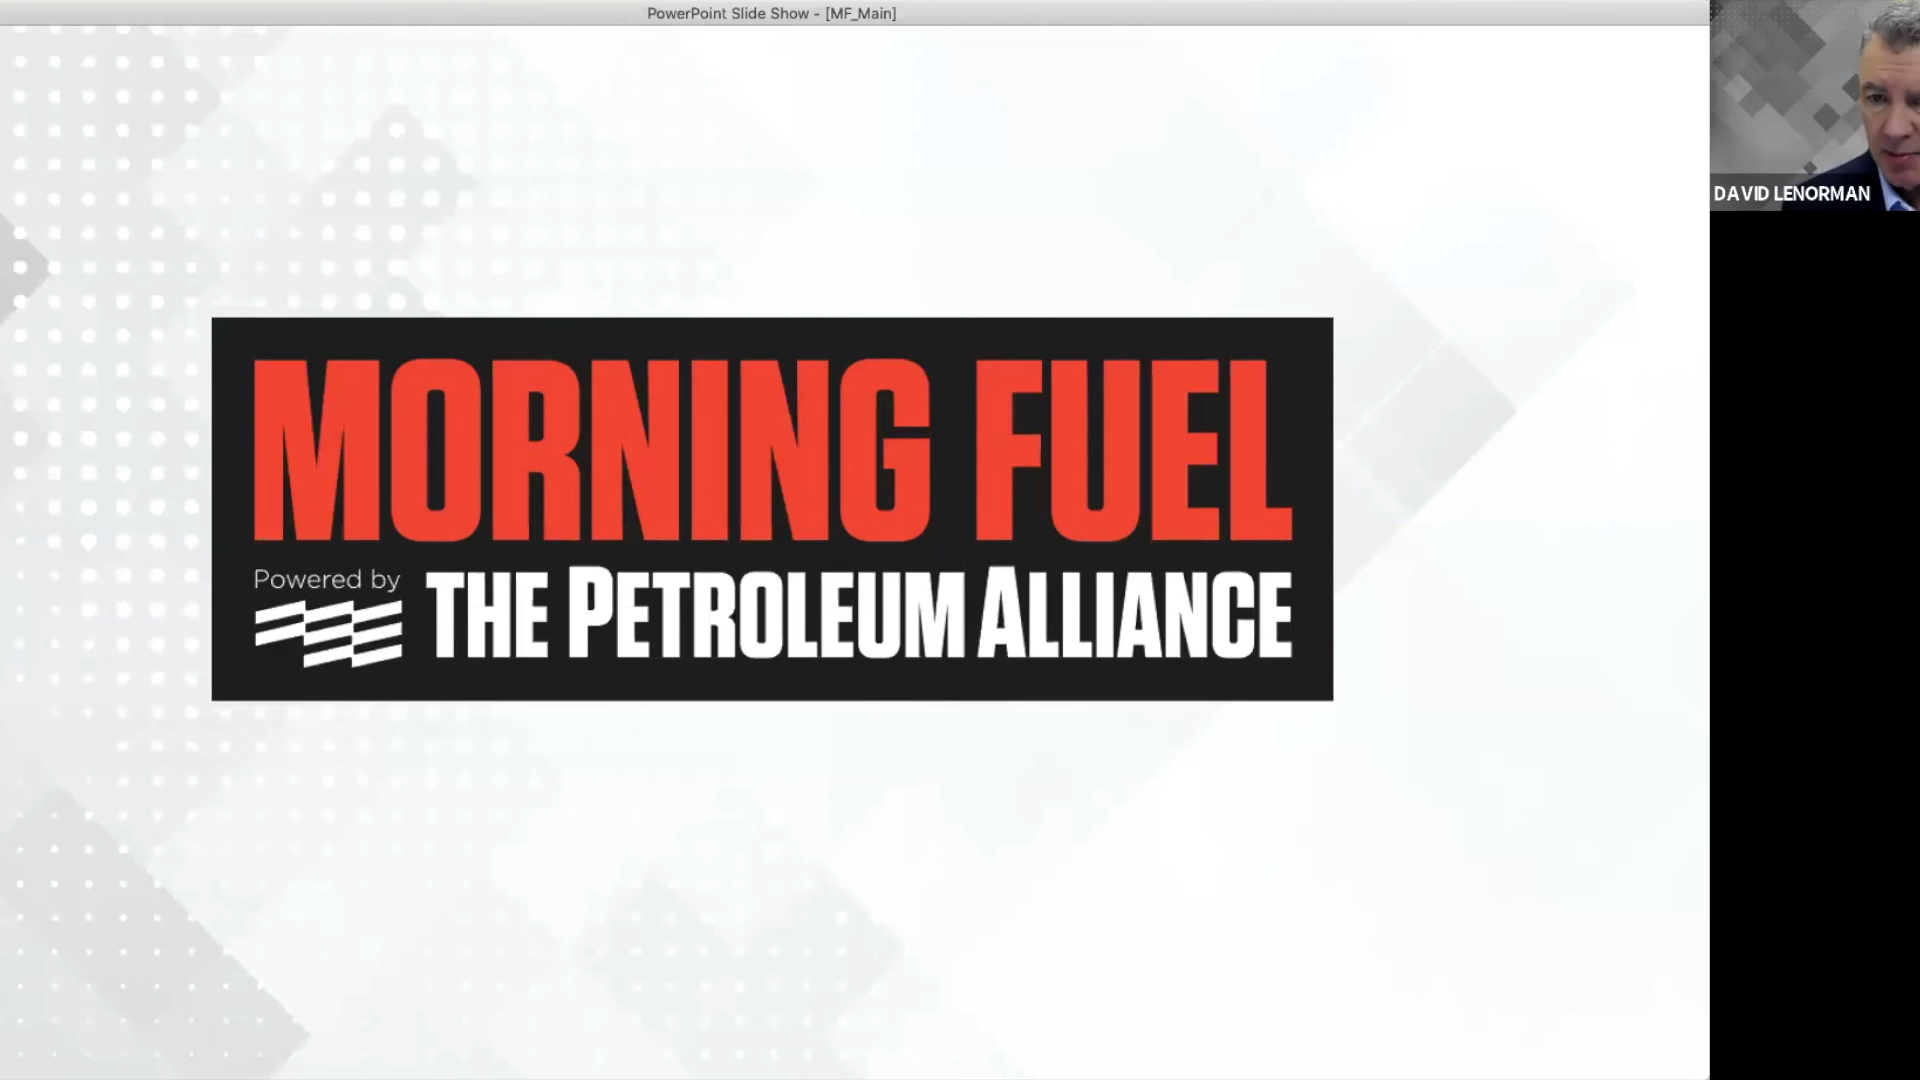 PowerPoint Slide Show - [MF_Main]
MORNING FUEL
Powered by
THE PETROLEUM ALLIANCE
DAVID LENORMAN